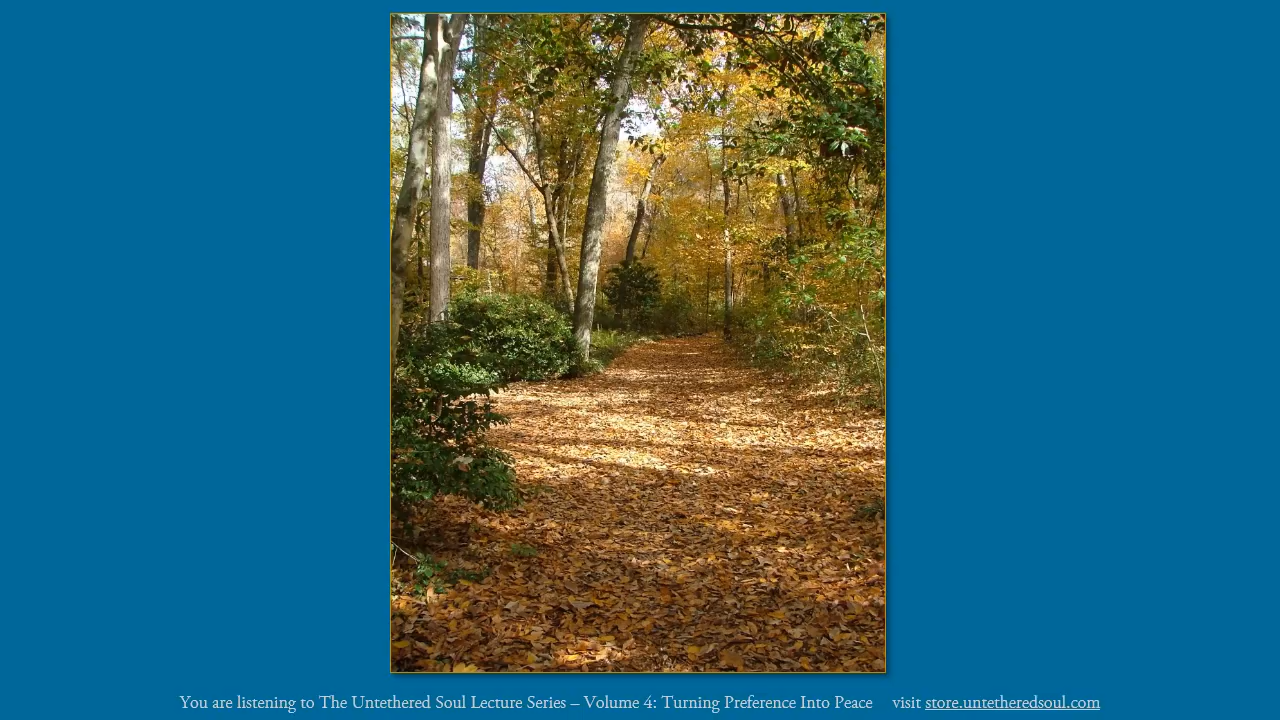 You are listening to The Untethered Soul Lecture Series – Volume 4: Turning Preference Into Peace visit store.untetheredsoul.com